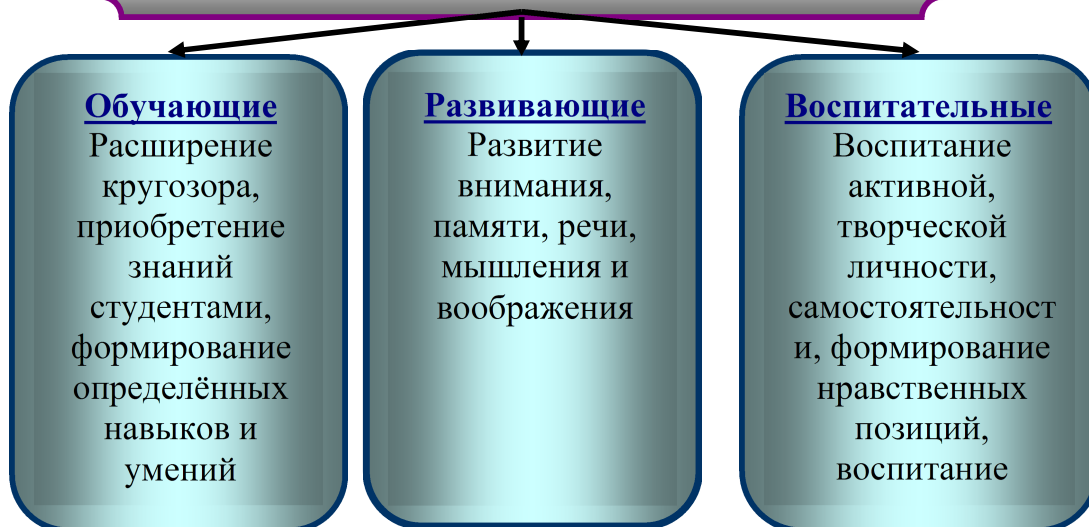 Обучающие
Расширение
кругозора,
приобретение
знаний
студентами,
формирование
определённых
навыков и
умений
Развивающие
Развитие
внимания,
памяти, речи,
мышления и
воображения
Воспитательные
Воспитание
активной,
творческой
личности,
самостоятельност
и, формирование
нравственных
позиций,
воспитание